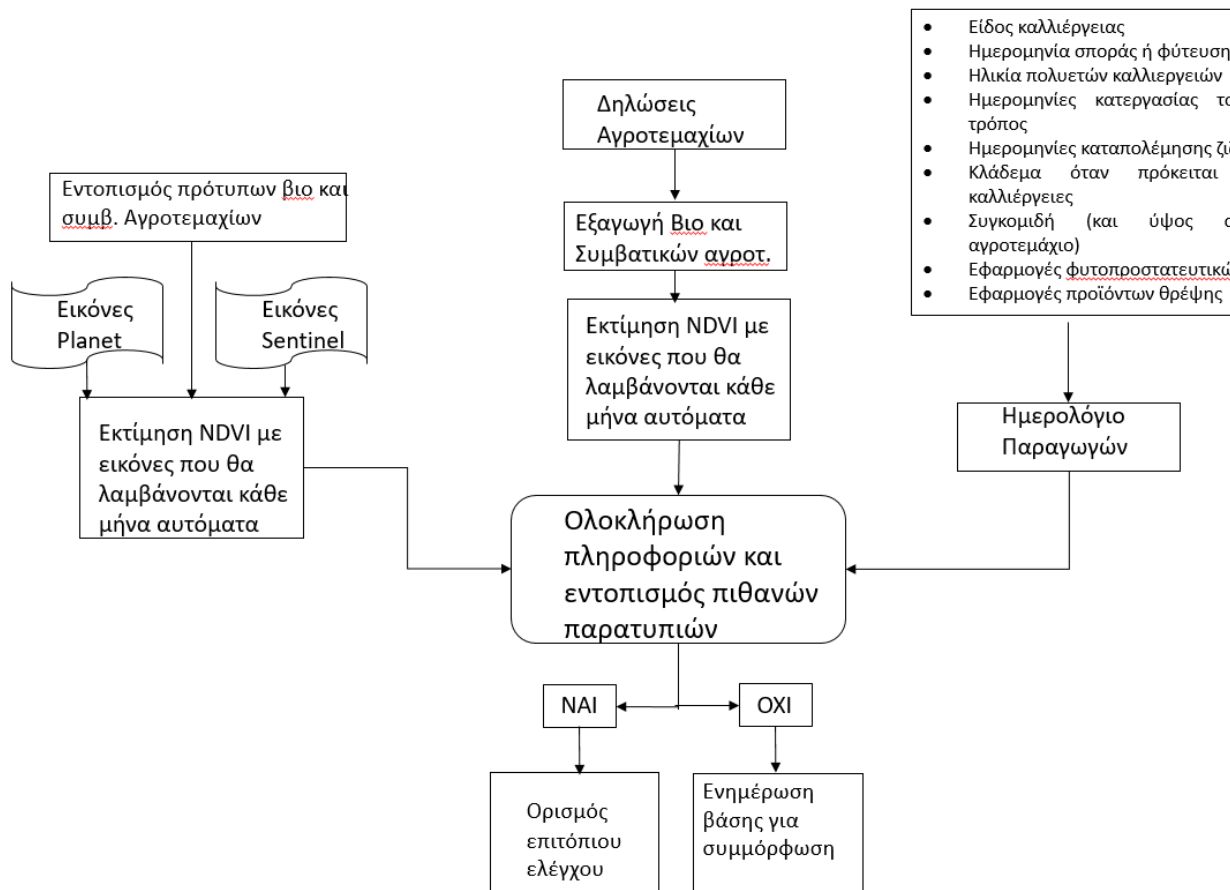 Εντοπισμός πρότυπων βιο και
συμβ. Αγροτεμαχίων
Εικόνες
Planet
Εικόνες
Sentinel
Εκτίμηση NDVI με
εικόνες που θα
λαμβάνονται κάθε
μήνα αυτόματα
Δηλώσεις
Αγροτεμαχίων
Εξαγωγή Βιο και
Συμβατικών αγροτ.
Εκτίμηση NDVI με
εικόνες που θα
λαμβάνονται κάθε
μήνα αυτόματα
• Είδος καλλιέργειας
• Ημερομηνία σποράς ή
• Ηλικία πολυετών καλλιεργειών
• Ημερομηνίες κατεργασίας
τρόπος
• Ημερομηνίες καταπολέμησης
• Κλάδεμα όταν πρόκειται
καλλιέργειες
• Συγκομιδή (και ύψος
αγροτεμάχιο)
• Εφαρμογές
• Εφαρμογές προϊόντων θρέψης
Ημερολόγιο
Παραγωγών
Ολοκλήρωση
πληροφοριών και
εντοπισμός πιθανών
παρατυπιών
ΝΑΙ
ΟΧΙ
Ορισμός
επιτόπιου
ελέγχου
Ενημέρωση
βάσης για
συμμόρφωση